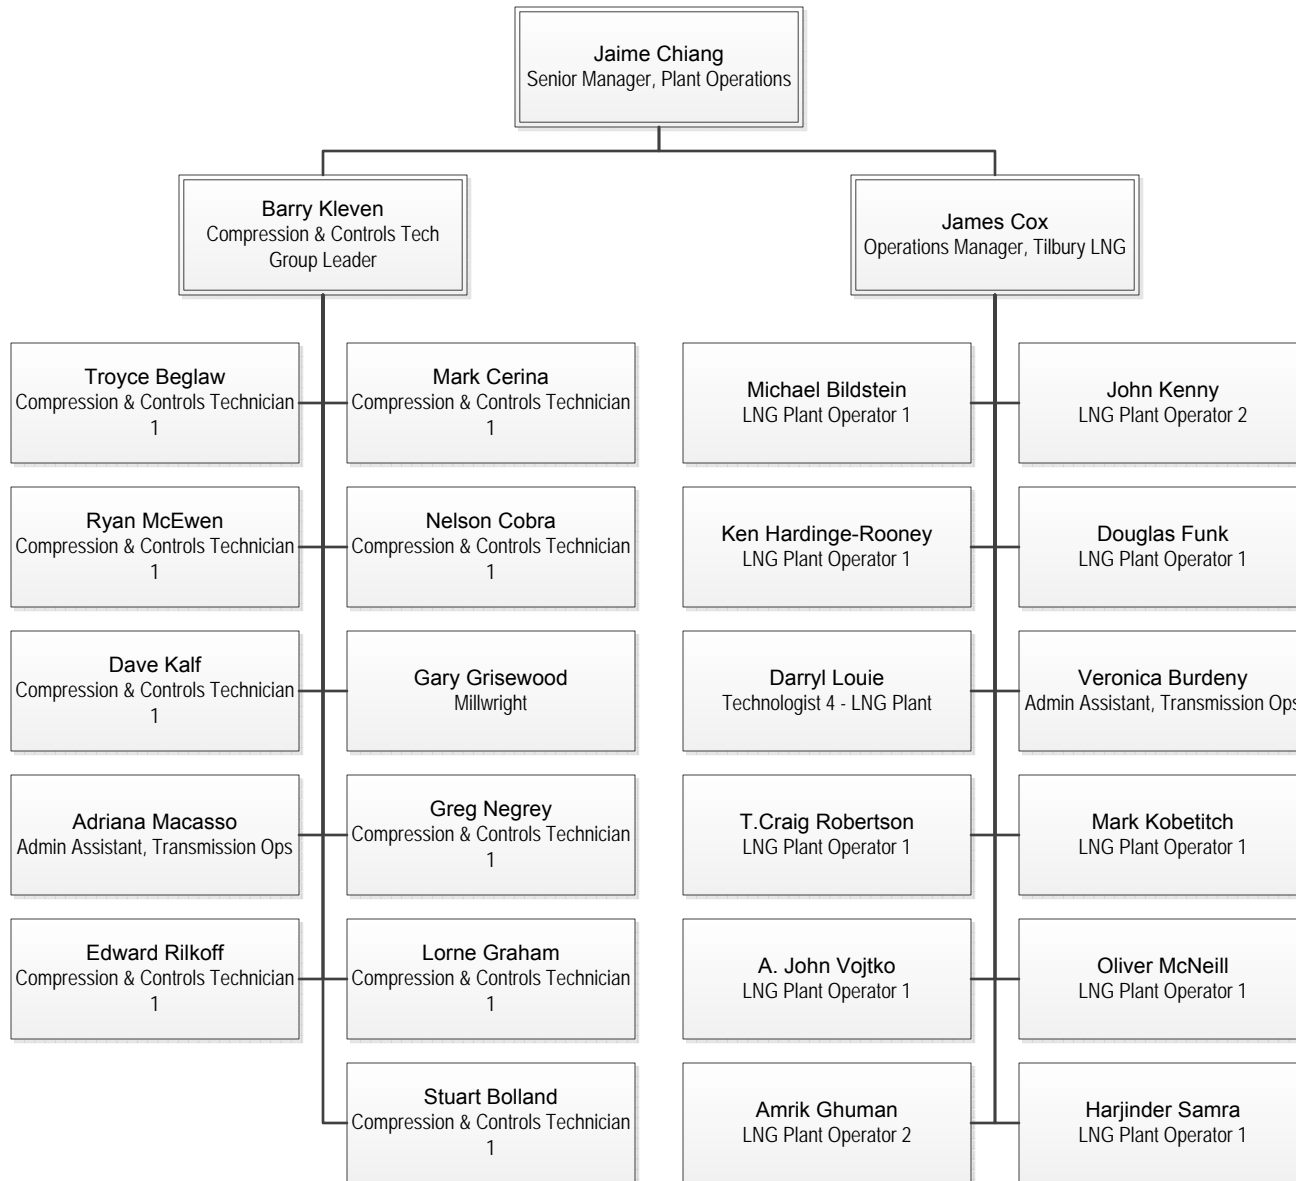 Jaime Chiang
Senior Manager, Plant Operations
Barry Kleven
Compression & Controls Tech
Group Leader
James Cox
Operations Manager, Tilbury LNG
Troyce Beglaw
Compression & Controls Technician
1
Mark Cerina
Compression & Controls Technician
1
Michael Bildstein
LNG Plant Operator 1
John Kenny
LNG Plant Operator 2
Ryan McEwen
Compression & Controls Technician
1
Nelson Cobra
Compression & Controls Technician
1
Ken Hardinge-Rooney
LNG Plant Operator 1
Douglas Funk
LNG Plant Operator 1
Dave Kalf
Compression & Controls Technician
1
Gary Grisewood
Millwright
Darryl Louie
Technologist 4 - LNG Plant
Veronica Burdeny
Admin Assistant, Transmission Ops
Adriana Macasso
Admin Assistant, Transmission Ops
Greg Negrey
Compression & Controls Technician
1
T.Craig Robertson
LNG Plant Operator 1
Mark Kobetitch
LNG Plant Operator 1
Edward Rilkoff
Compression & Controls Technician
1
Lorne Graham
Compression & Controls Technician
1
A. John Vojtko
LNG Plant Operator 1
Oliver McNeill
LNG Plant Operator 1
Stuart Bolland
Compression & Controls Technician
1
Amrik Ghuman
LNG Plant Operator 2
Harjinder Samra
LNG Plant Operator 1